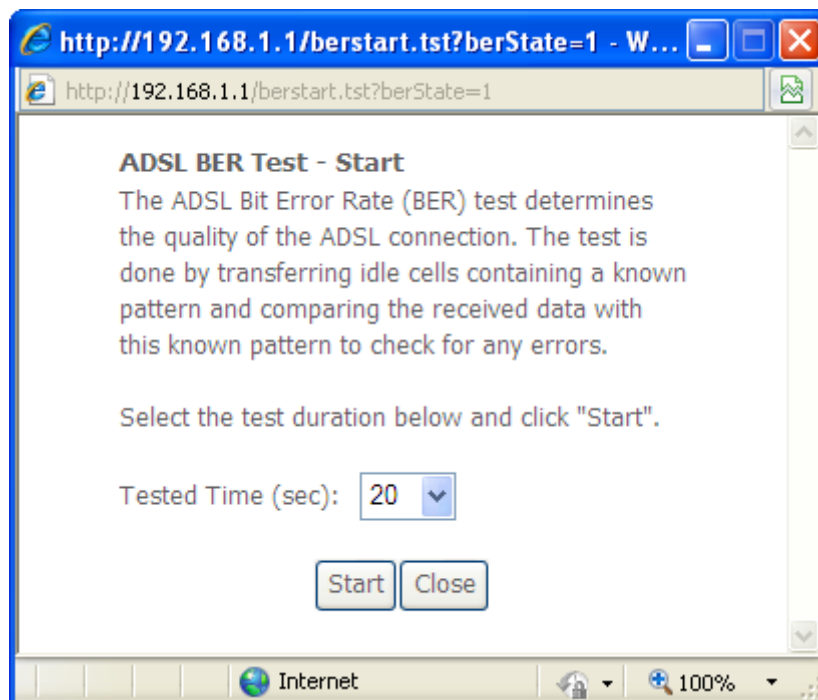 http://192.168.1.1/berstart.tst?berState=1 - W...
http://192.168.1.1/berstart.tst?berState=1
ADSL BER Test - Start
The ADSL Bit Error Rate (BER) test determines
the quality of the ADSL connection. The test is
done by transferring idle cells containing a known
pattern and comparing the received data with
this known pattern to check for any errors.
Select the test duration below and click "Start".
Tested Time (sec): 20
Start Close
Internet 100%